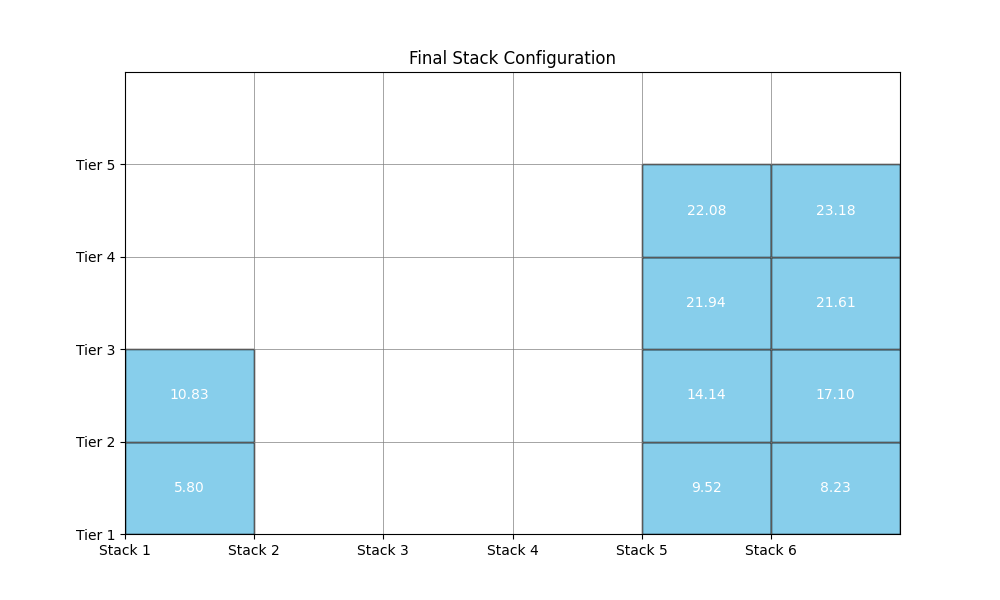 Final Stack Configuration
Tier 5
22.08 23.18
Tier 4
21.94 21.61
Tier 3
10.83 14.14 17.10
Tier 2
5.80 9.52 8.23
Tier 1
Stack 1 Stack 2 Stack 3 Stack 4 Stack 5 Stack 6